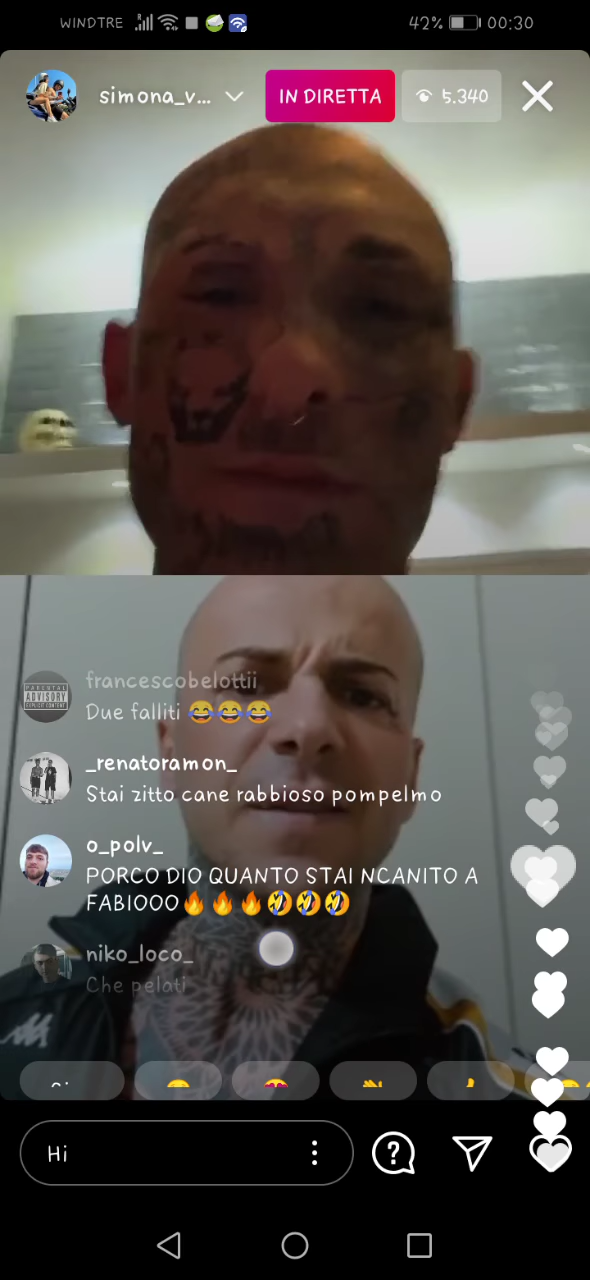 WINDTRE
42% 00:30
simona_v...
IN DIRETTA
5.340
francescobelottii
Due falliti 😂😂😂
_renatoramon_
Stai zitto cane rabbioso pompelmo
o_polv_
PORCO DIO QUANTO STAI NCANITO A
FABIOOO🔥🔥🔥🤣🤣🤣
niko_loco_
Che pelati
Hi